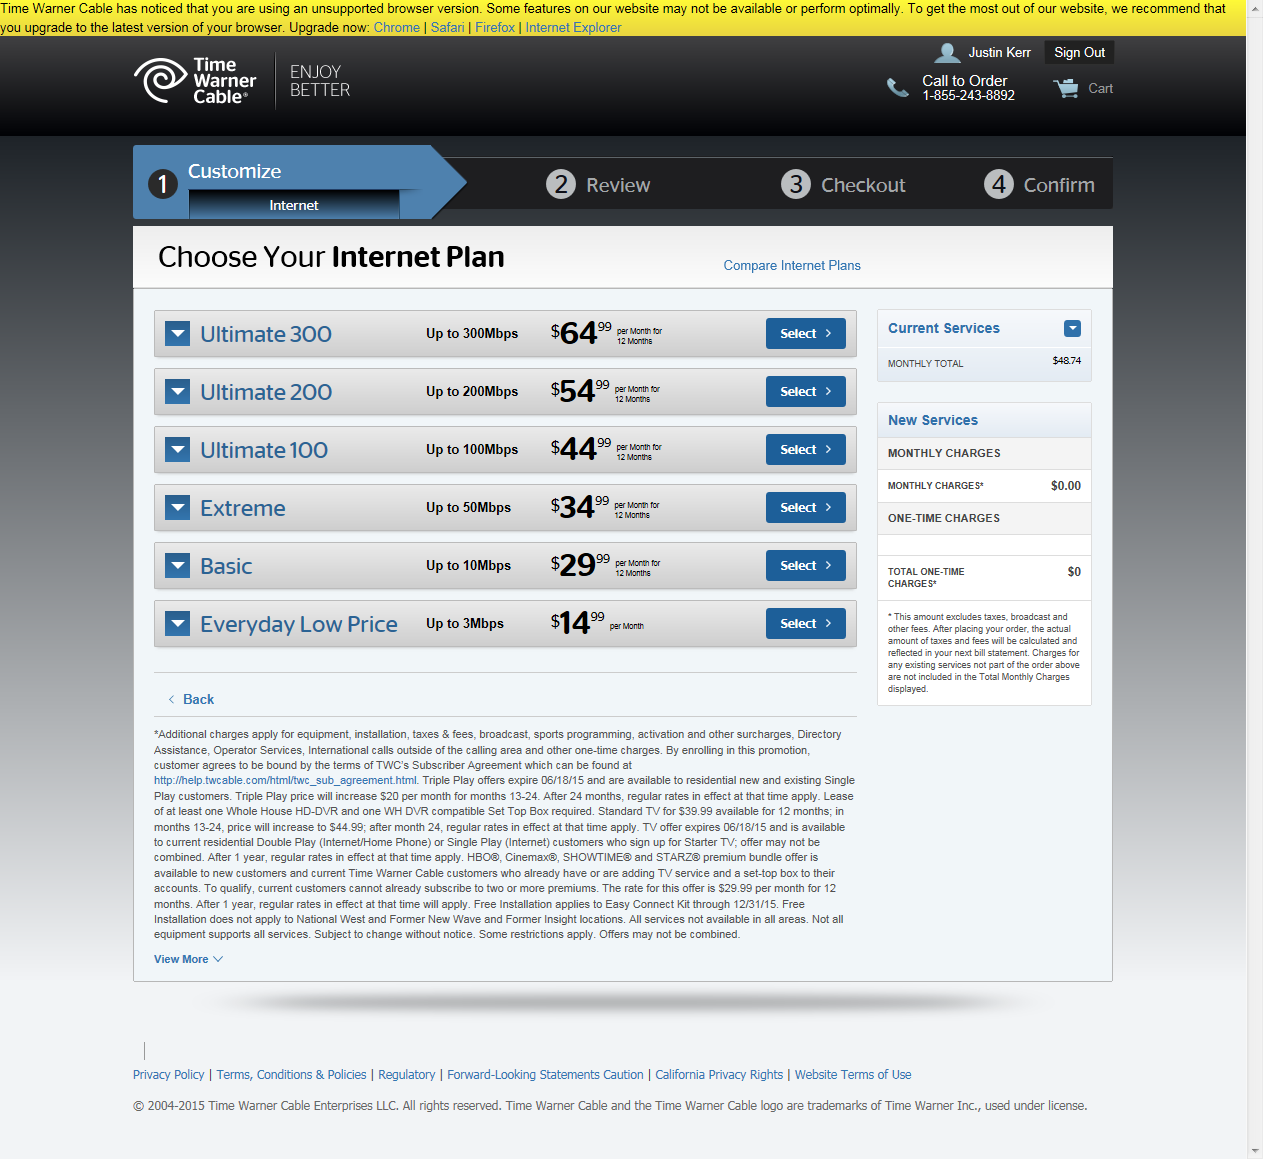 Time Warner Cable has noticed that you are using an unsupported browser version. Some features on our website may not be available or perform optimally. To get the most out of our website, we recommend that
you upgrade to the latest version of your browser. Upgrade now: Chrome | Safari | Firefox | Internet Explorer
Time
Warner
Cable®
ENJOY
BETTER
Justin Kerr
Sign Out
Call to Order
1-855-243-8892
Cart
1
Customize
Internet
2 Review
3 Checkout
4 Confirm
Choose Your Internet Plan
Compare Internet Plans
Ultimate 300 Up to 300Mbps $64.99 per Month for 12 Months Select >
Ultimate 200 Up to 200Mbps $54.99 per Month for 12 Months Select >
Ultimate 100 Up to 100Mbps $44.99 per Month for 12 Months Select >
Extreme Up to 50Mbps $34.99 per Month for 12 Months Select >
Basic Up to 10Mbps $29.99 per Month for 12 Months Select >
Everyday Low Price Up to 3Mbps $14.99 per Month Select >
Current Services
MONTHLY TOTAL $48.74
New Services
MONTHLY CHARGES
MONTHLY CHARGES* $0.00
ONE-TIME CHARGES
TOTAL ONE-TIME CHARGES* $0
* This amount excludes taxes, broadcast and
other fees. After placing your order, the actual
amount of taxes and fees will be calculated and
reflected in your next bill statement. Charges for
any existing services not part of the order above
are not included in the Total Monthly Charges
displayed.
< Back
*Additional charges apply for equipment, installation, taxes & fees, broadcast, sports programming, activation and other surcharges, Directory
Assistance, Operator Services, International calls outside of the calling area and other one-time charges. By enrolling in this promotion,
customer agrees to be bound by the terms of TWC's Subscriber Agreement which can be found at
http://help.twcable.com/html/twc_sub_agreement.html. Triple Play offers expire 06/18/15 and are available to residential new and existing Single
Play customers. Triple Play price will increase $20 per month for months 13-24. After 24 months, regular rates in effect at that time apply. Lease
of at least one Whole House HD-DVR and one WH DVR compatible Set Top Box required. Standard TV for $39.99 available for 12 months; in
months 13-24, price will increase to $44.99; after month 24, regular rates in effect at that time apply. TV offer expires 06/18/15 and is available
to current residential Double Play (Internet/Home Phone) or Single Play (Internet) customers who sign up for Starter TV; offer may not be
combined. After 1 year, regular rates in effect at that time apply. HBO®, Cinemax®, SHOWTIME® and STARZ® premium bundle offer is
available to new customers and current Time Warner Cable customers who already have or are adding TV service and a set-top box to their
accounts. To qualify, current customers cannot already subscribe to two or more premiums. The rate for this offer is $29.99 per month for 12
months. After 1 year, regular rates in effect at that time will apply. Free Installation applies to Easy Connect Kit through 12/31/15. Free
Installation does not apply to National West and Former New Wave and Former Insight locations. All services not available in all areas. Not all
equipment supports all services. Subject to change without notice. Some restrictions apply. Offers may not be combined.
View More
Privacy Policy | Terms, Conditions & Policies | Regulatory | Forward-Looking Statements Caution | California Privacy Rights | Website Terms of Use
© 2004-2015 Time Warner Cable Enterprises LLC. All rights reserved. Time Warner Cable and the Time Warner Cable logo are trademarks of Time Warner Inc., used under license.